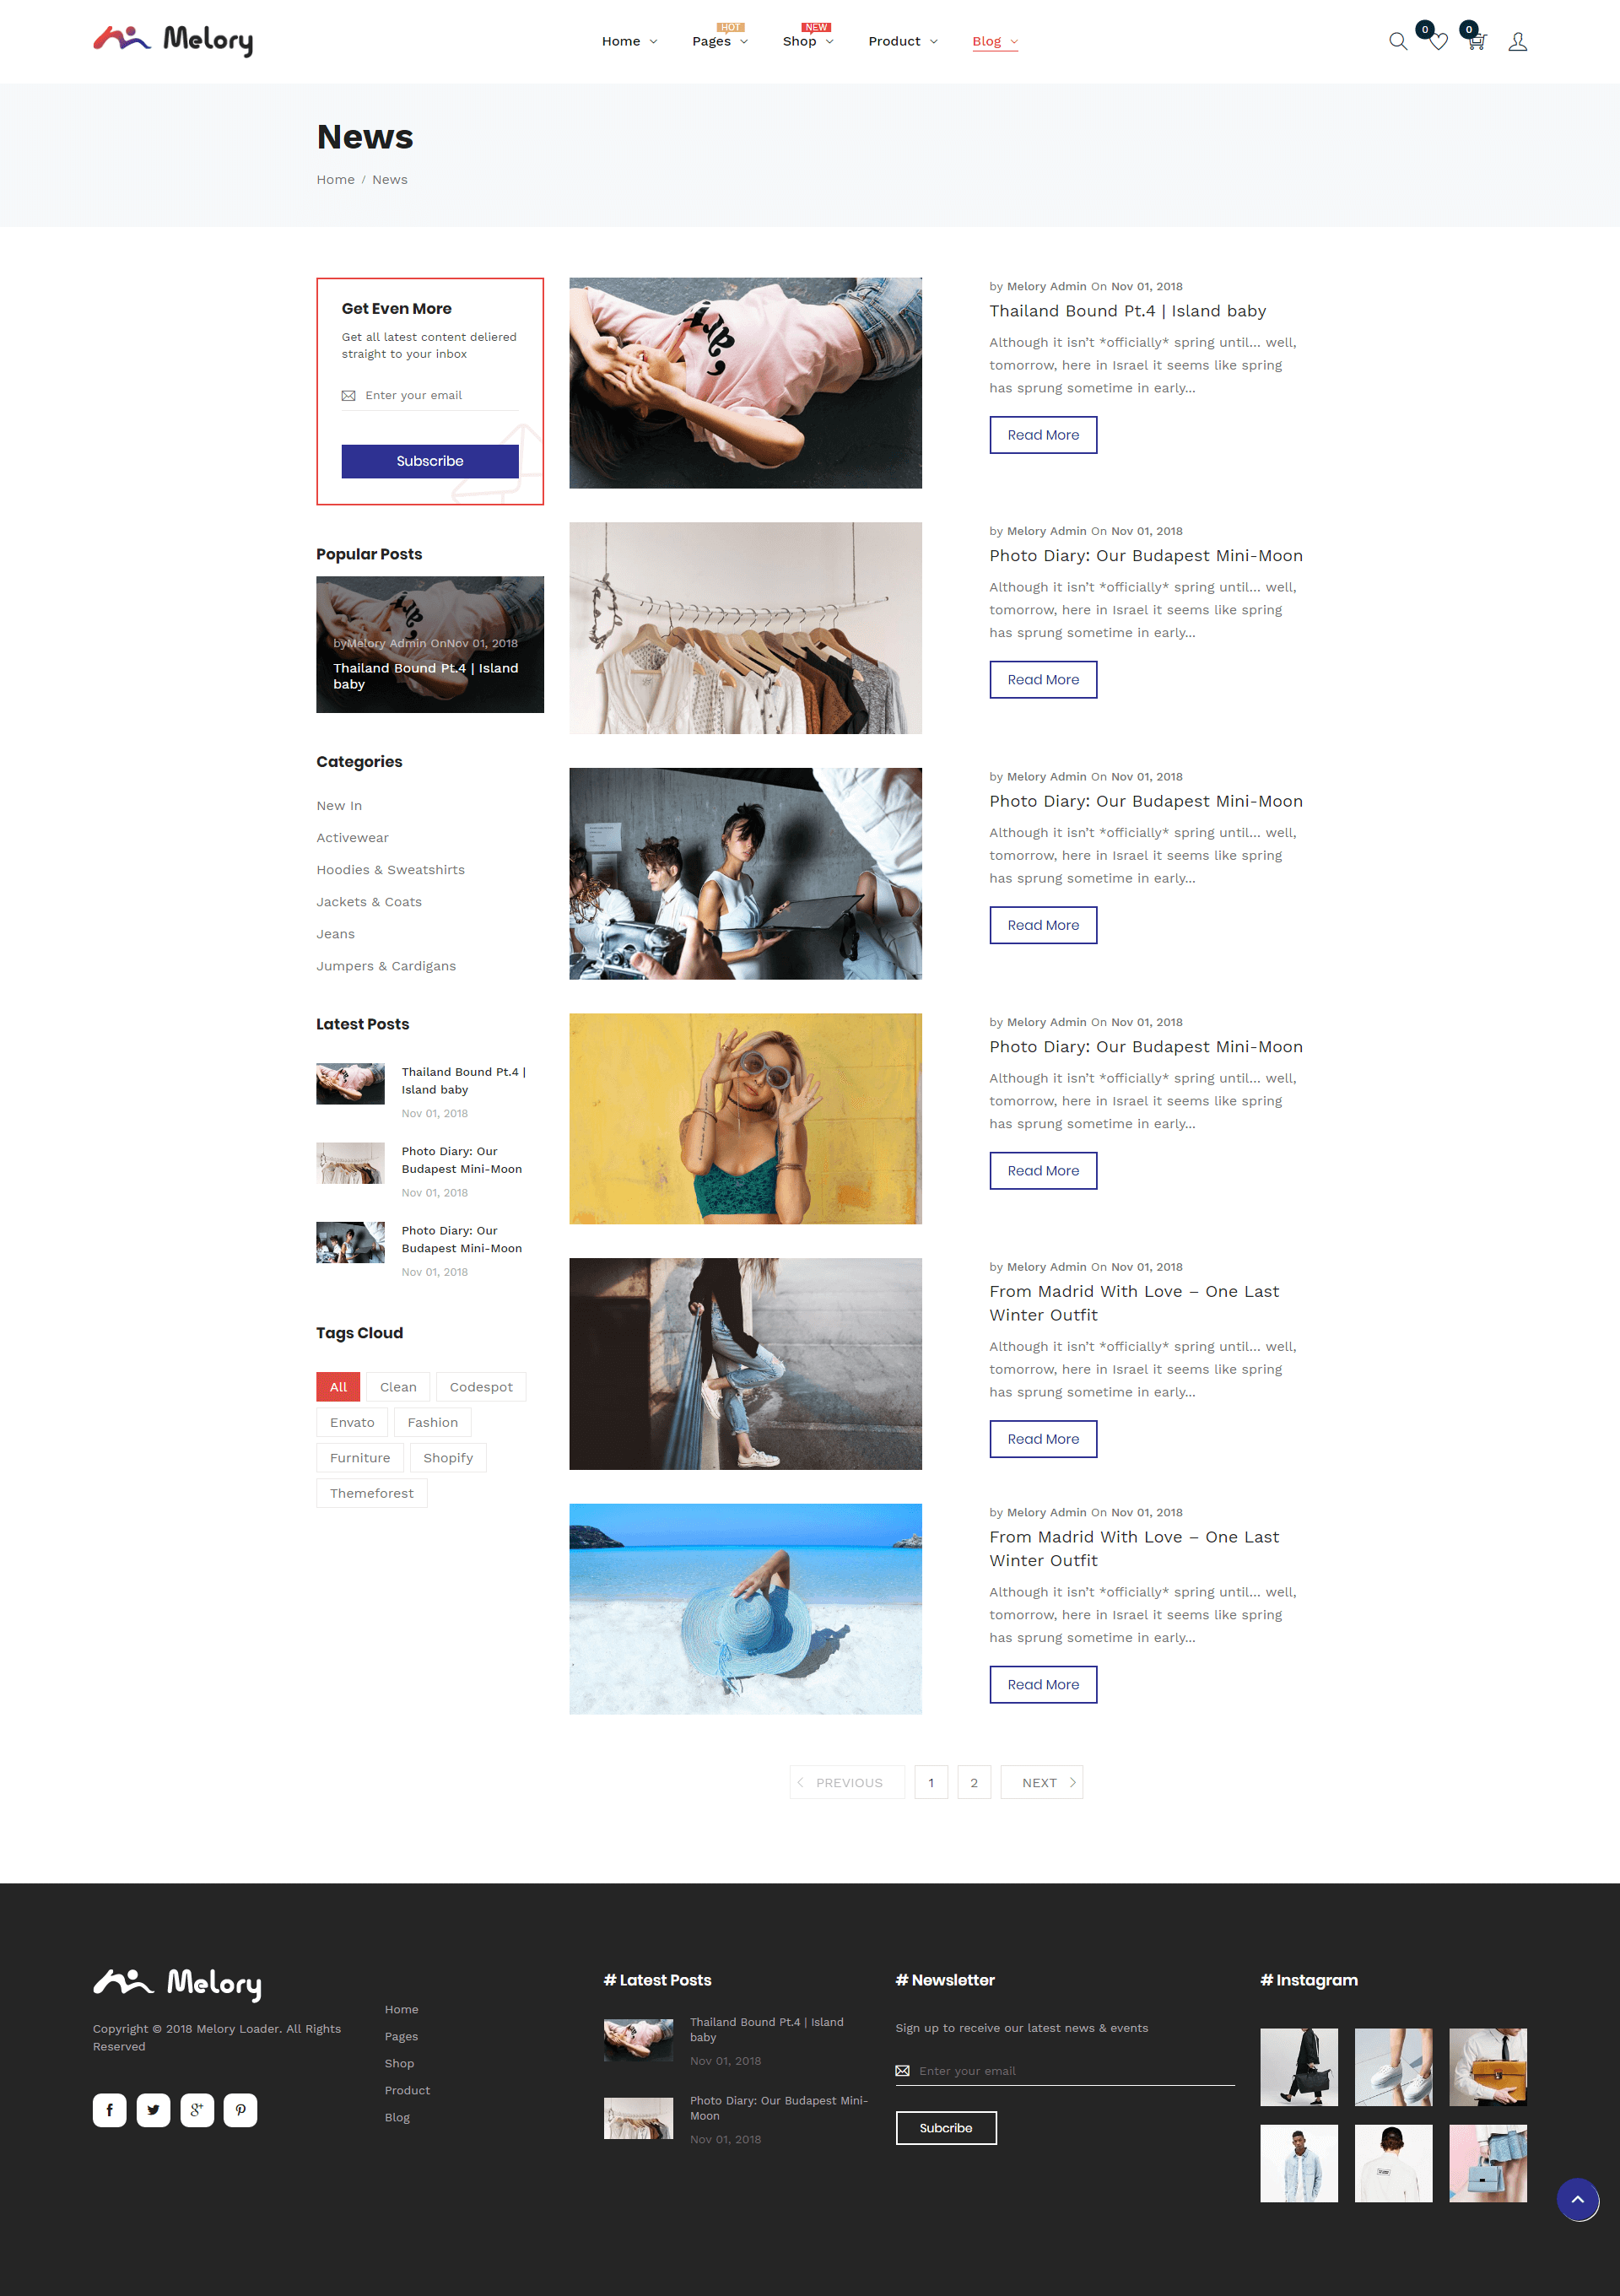 Melory
HOT
NEW
Home
Pages
Shop
Product
Blog
0
0
News
Home / News
Get Even More
Get all latest content deliered
straight to your inbox
Enter your email
Subscribe
Popular Posts
byMelory Admin OnNov 01, 2018
Thailand Bound Pt.4 | Island
baby
Categories
New In
Activewear
Hoodies & Sweatshirts
Jackets & Coats
Jeans
Jumpers & Cardigans
Latest Posts
Thailand Bound Pt.4 |
Island baby
Nov 01, 2018
Photo Diary: Our
Budapest Mini-Moon
Nov 01, 2018
Photo Diary: Our
Budapest Mini-Moon
Nov 01, 2018
Tags Cloud
All
Clean
Codespot
Envato
Fashion
Furniture
Shopify
Themeforest
by Melory Admin On Nov 01, 2018
Thailand Bound Pt.4 | Island baby
Although it isn’t *officially* spring until... well,
tomorrow, here in Israel it seems like spring
has sprung sometime in early...
Read More
by Melory Admin On Nov 01, 2018
Photo Diary: Our Budapest Mini-Moon
Although it isn’t *officially* spring until... well,
tomorrow, here in Israel it seems like spring
has sprung sometime in early...
Read More
by Melory Admin On Nov 01, 2018
Photo Diary: Our Budapest Mini-Moon
Although it isn’t *officially* spring until... well,
tomorrow, here in Israel it seems like spring
has sprung sometime in early...
Read More
by Melory Admin On Nov 01, 2018
Photo Diary: Our Budapest Mini-Moon
Although it isn’t *officially* spring until... well,
tomorrow, here in Israel it seems like spring
has sprung sometime in early...
Read More
by Melory Admin On Nov 01, 2018
From Madrid With Love – One Last
Winter Outfit
Although it isn’t *officially* spring until... well,
tomorrow, here in Israel it seems like spring
has sprung sometime in early...
Read More
by Melory Admin On Nov 01, 2018
From Madrid With Love – One Last
Winter Outfit
Although it isn’t *officially* spring until... well,
tomorrow, here in Israel it seems like spring
has sprung sometime in early...
Read More
PREVIOUS
1
2
NEXT
Melory
Copyright © 2018 Melory Loader. All Rights
Reserved
Home
Pages
Shop
Product
Blog
# Latest Posts
Thailand Bound Pt.4 | Island
baby
Nov 01, 2018
Photo Diary: Our Budapest Mini-
Moon
Nov 01, 2018
# Newsletter
Sign up to receive our latest news & events
Enter your email
Subcribe
# Instagram